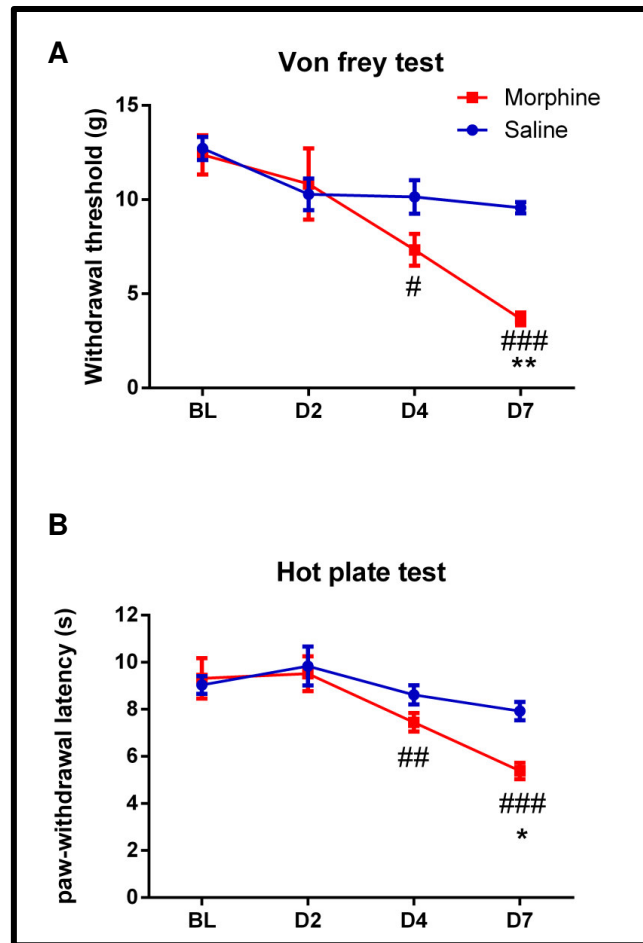 A
Von frey test
Morphine
Saline
Withdrawal threshold (g)
15
10
5
0
#
###
**
BL D2 D4 D7
B
Hot plate test
paw-withdrawal latency (s)
12
10
8
6
4
2
0
##
###
*
BL D2 D4 D7